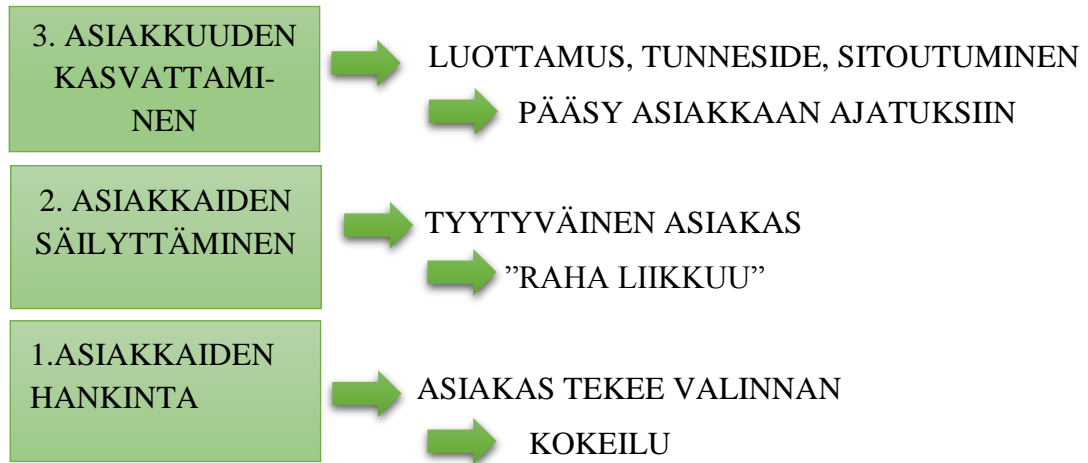 3. ASIAKKUUDEN
KASVATTAMI-
NEN
LUOTTAMUS, TUNNESIDE, SITOUTUMINEN
PÄÄSY ASIAKKAAN AJATUKSIIN
2. ASIAKKAIDEN
SÄILYTTÄMINEN
TYYTYVÄINEN ASIAKAS
”RAHA LIIKKUU”
1.ASIAKKAIDEN
HANKINTA
ASIAKAS TEKEE VALINNAN
KOKEILU